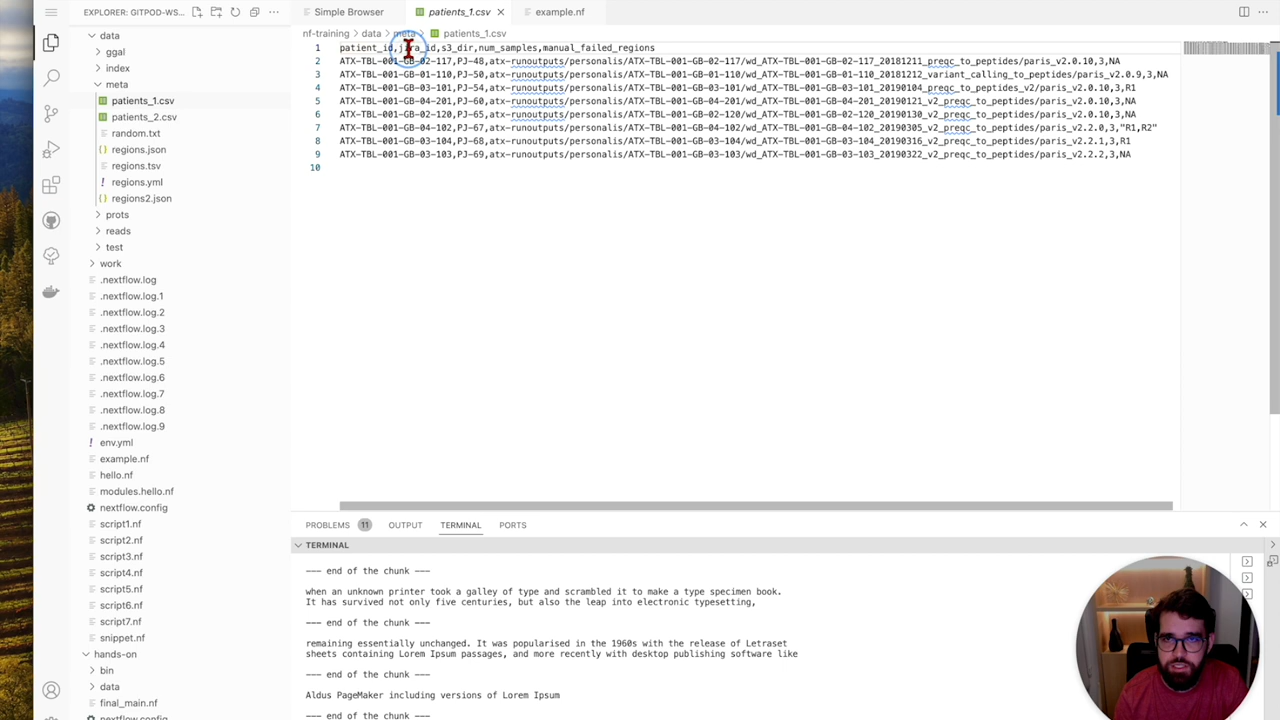 EXPLORER: GITPOD-WS...
data
ggal
index
meta
patients_1.csv
patients_2.csv
random.txt
regions.json
regions.tsv
regions.yml
regions2.json
prots
reads
test
work
.nextflow.log
.nextflow.log.1
.nextflow.log.2
.nextflow.log.3
.nextflow.log.4
.nextflow.log.5
.nextflow.log.6
.nextflow.log.7
.nextflow.log.8
.nextflow.log.9
env.yml
example.nf
hello.nf
modules.hello.nf
nextflow.config
script1.nf
script2.nf
script3.nf
script4.nf
script5.nf
script6.nf
script7.nf
snippet.nf
hands-on
bin
data
final_main.nf
nextflow.config
Simple Browser
patients_1.csv
example.nf
nf-training > data > meta > patients_1.csv
1 patient_id,jira_id,s3_dir,num_samples,manual_failed_regions
2 ATX-TBL-001-GB-02-117,PJ-48,atx-runoutputs/personalis/ATX-TBL-001-GB-02-117/wd_ATX-TBL-001-GB-02-117_20181211_preqc_to_peptides/paris_v2.0.10,3,NA
3 ATX-TBL-001-GB-01-110,PJ-50,atx-runoutputs/personalis/ATX-TBL-001-GB-01-110/wd_ATX-TBL-001-GB-01-110_20181212_variant_calling_to_peptides/paris_v2.0.9,3,NA
4 ATX-TBL-001-GB-03-101,PJ-54,atx-runoutputs/personalis/ATX-TBL-001-GB-03-101/wd_ATX-TBL-001-GB-03-101_20190104_preqc_to_peptides_v2/paris_v2.0.10,3,R1
5 ATX-TBL-001-GB-04-201,PJ-60,atx-runoutputs/personalis/ATX-TBL-001-GB-04-201/wd_ATX-TBL-001-GB-04-201_20190121_v2_preqc_to_peptides/paris_v2.0.10,3,NA
6 ATX-TBL-001-GB-02-120,PJ-65,atx-runoutputs/personalis/ATX-TBL-001-GB-02-120/wd_ATX-TBL-001-GB-02-120_20190130_v2_preqc_to_peptides/paris_v2.0.10,3,NA
7 ATX-TBL-001-GB-04-102,PJ-67,atx-runoutputs/personalis/ATX-TBL-001-GB-04-102/wd_ATX-TBL-001-GB-04-102_20190305_v2_preqc_to_peptides/paris_v2.2.0,3,"R1,R2"
8 ATX-TBL-001-GB-03-104,PJ-68,atx-runoutputs/personalis/ATX-TBL-001-GB-03-104/wd_ATX-TBL-001-GB-03-104_20190316_v2_preqc_to_peptides/paris_v2.2.1,3,R1
9 ATX-TBL-001-GB-03-103,PJ-69,atx-runoutputs/personalis/ATX-TBL-001-GB-03-103/wd_ATX-TBL-001-GB-03-103_20190322_v2_preqc_to_peptides/paris_v2.2.2,3,NA
10
PROBLEMS 11 OUTPUT TERMINAL PORTS
TERMINAL
--- end of the chunk ---
when an unknown printer took a galley of type and scrambled it to make a type specimen book.
It has survived not only five centuries, but also the leap into electronic typesetting,
--- end of the chunk ---
remaining essentially unchanged. It was popularised in the 1960s with the release of Letraset
sheets containing Lorem Ipsum passages, and more recently with desktop publishing software like
--- end of the chunk ---
Aldus PageMaker including versions of Lorem Ipsum
--- end of the chunk ---